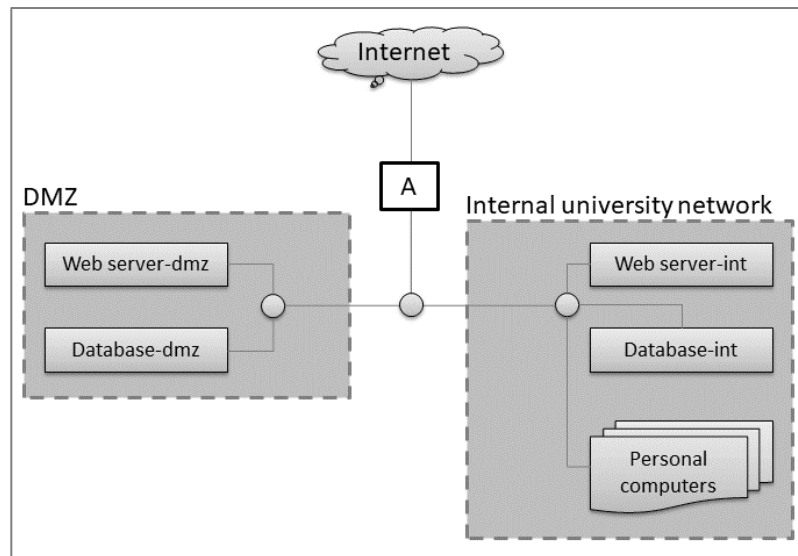 Internet
A
DMZ
Internal university network
Web server-dmz
Web server-int
Database-dmz
Database-int
Personal
computers